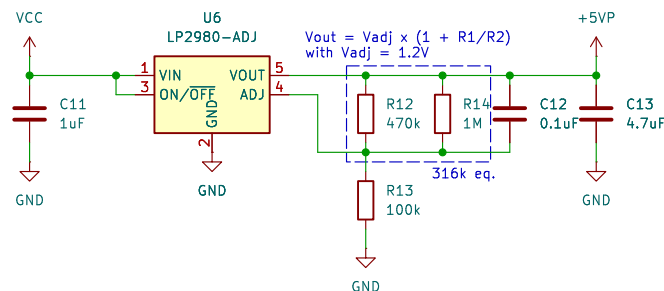 VCC
U6
LP2980-ADJ
Vout = Vadj x (1 + R1/R2)
with Vadj = 1.2V
+5VP
1
VIN
VOUT
5
3
ON/OFF
ADJ
4
GND
2
C11
1uF
R12
470k
R14
1M
C12
0.1uF
C13
4.7uF
316k eq.
GND
GND
R13
100k
GND
GND